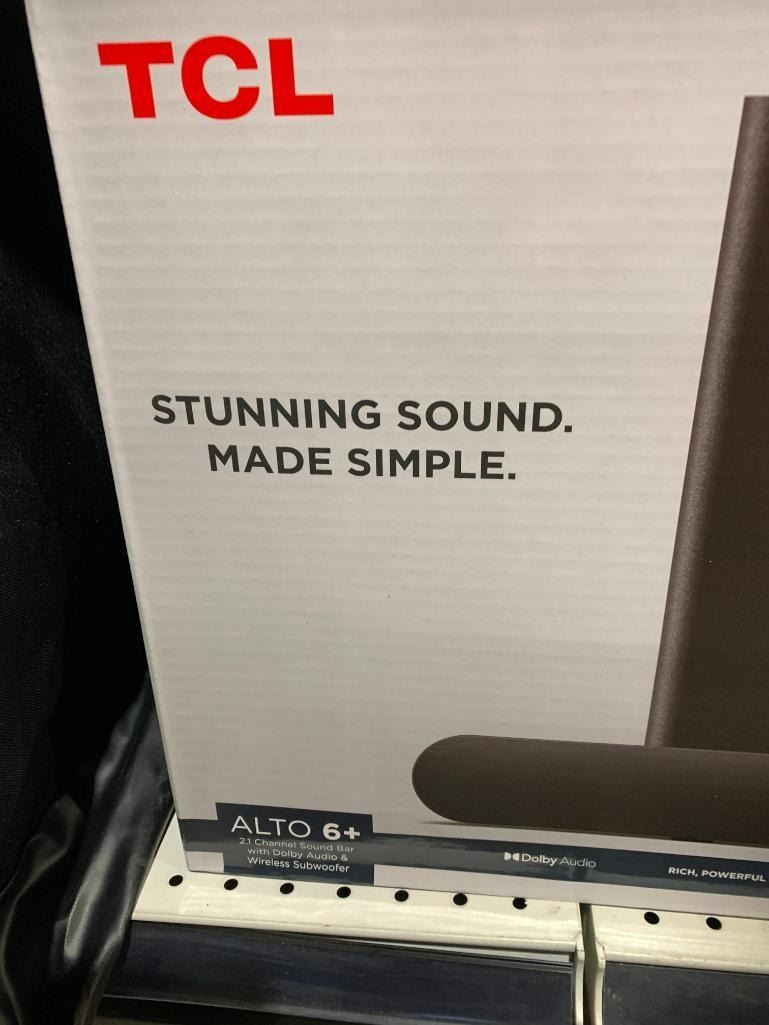 TCL
STUNNING SOUND.
MADE SIMPLE.
ALTO 6+
2.1 Channel Sound Bar
with Dolby Audio &
Wireless Subwoofer
Dolby Audio
RICH, POWERFUL